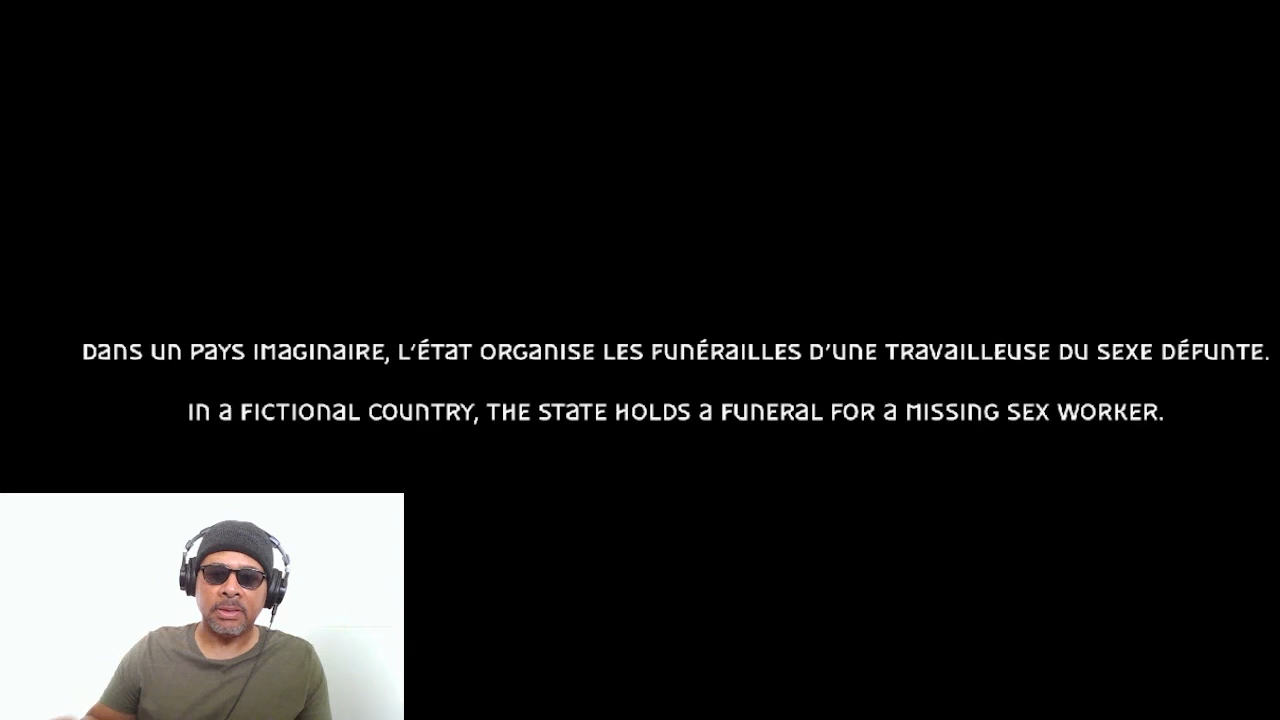 Dans un pays imaginaire, l'État organise les funérailles d'une travailleuse du sexe défunte.
In a fictional country, the state holds a funeral for a missing sex worker.